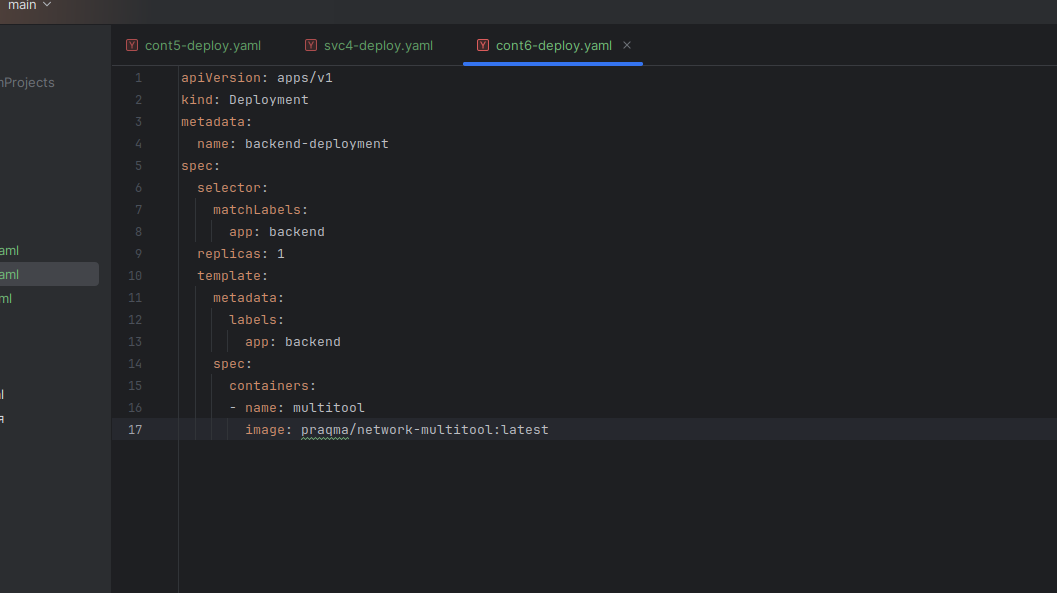 main
cont5-deploy.yaml
svc4-deploy.yaml
cont6-deploy.yaml
1 apiVersion: apps/v1
2 kind: Deployment
3 metadata:
4   name: backend-deployment
5 spec:
6   selector:
7     matchLabels:
8       app: backend
9   replicas: 1
10   template:
11     metadata:
12       labels:
13         app: backend
14     spec:
15       containers:
16       - name: multitool
17         image: praqma/network-multitool:latest
nProjects
aml
aml
ml